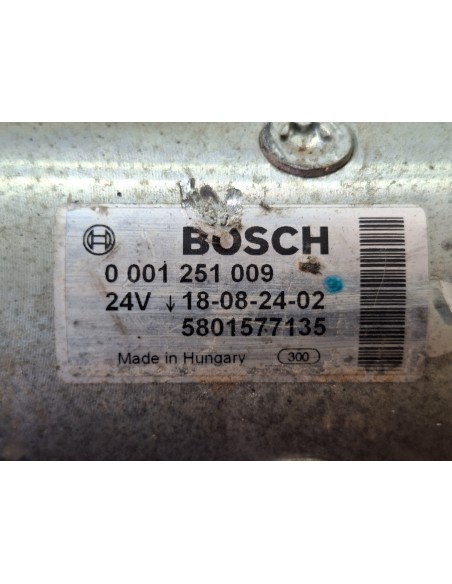 BOSCH
0 001 251 009
24V ↓ 18-08-24-02
5801577135
Made in Hungary 300